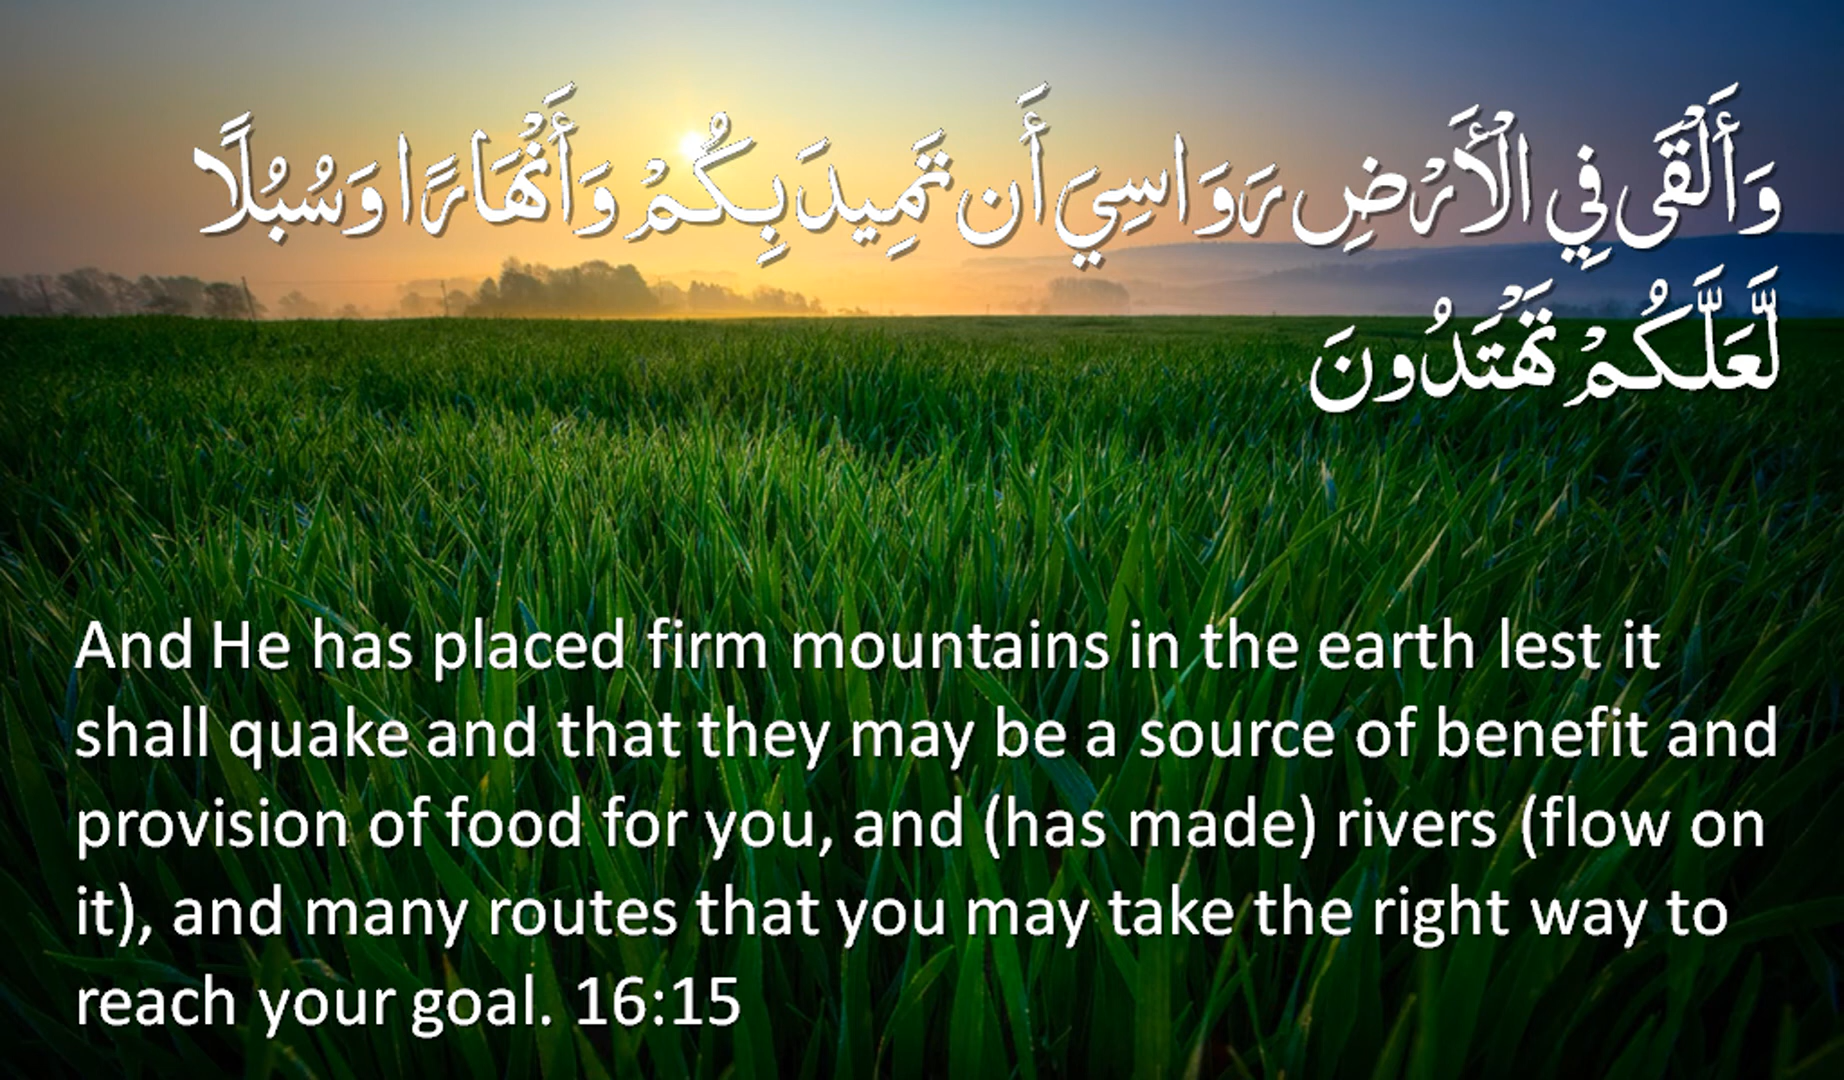 وَأَلْقَى فِي الْأَرْضِ رَوَاسِيَ أَن تَمِيدَ بِكُمْ وَأَنْهَارًا وَسُبُلًا
لَّعَلَّكُمْ تَهْتَدُونَ
And He has placed firm mountains in the earth lest it
shall quake and that they may be a source of benefit and
provision of food for you, and (has made) rivers (flow on
it), and many routes that you may take the right way to
reach your goal. 16:15